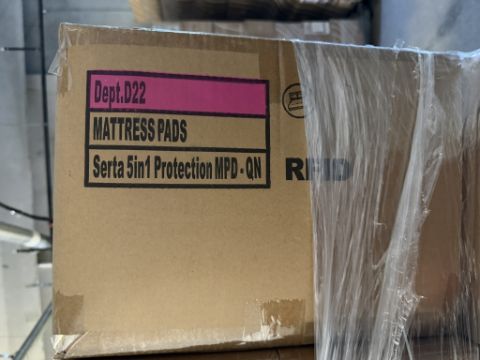 Dept.D22
MATTRESS PADS
Serta 5in1 Protection MPD - QN
RFID